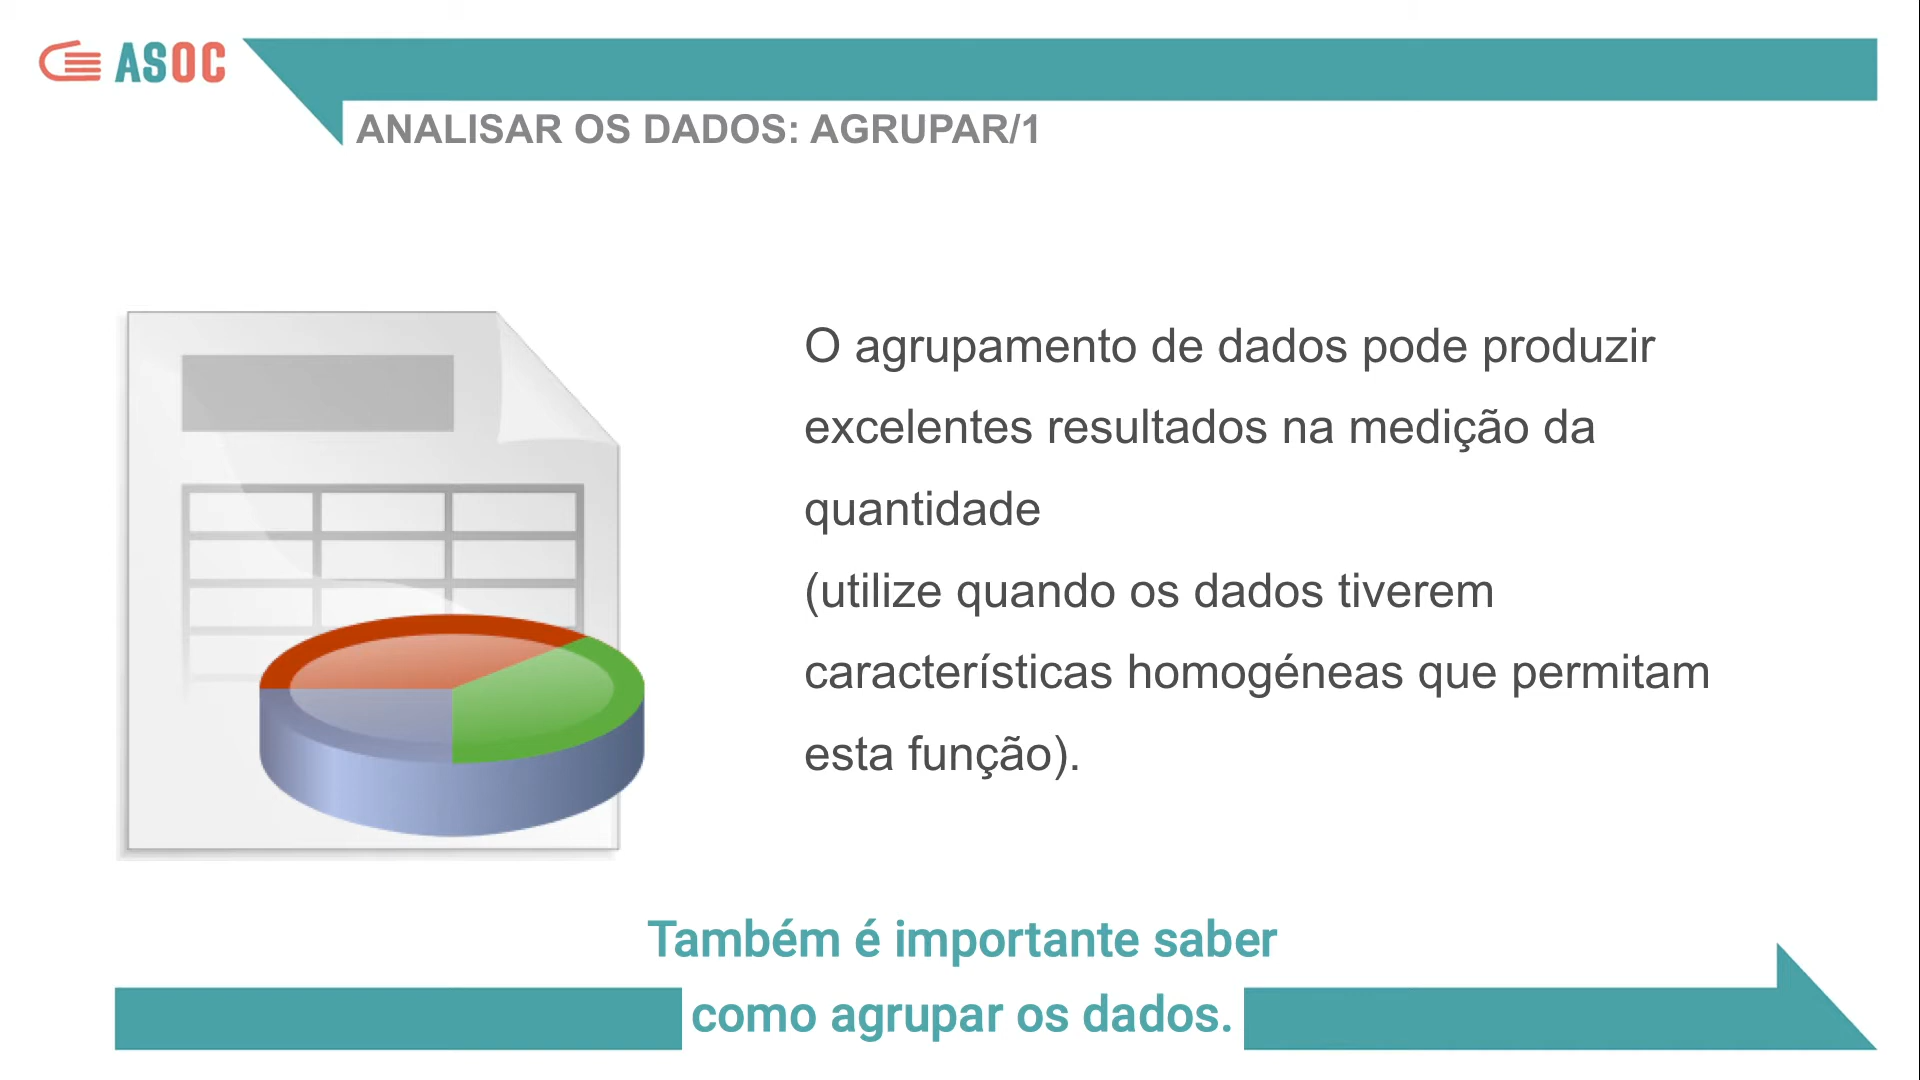 ASOC
ANALISAR OS DADOS: AGRUPAR/1
O agrupamento de dados pode produzir
excelentes resultados na medição da
quantidade
(utilize quando os dados tiverem
características homogéneas que permitam
esta função).
Também é importante saber
como agrupar os dados.